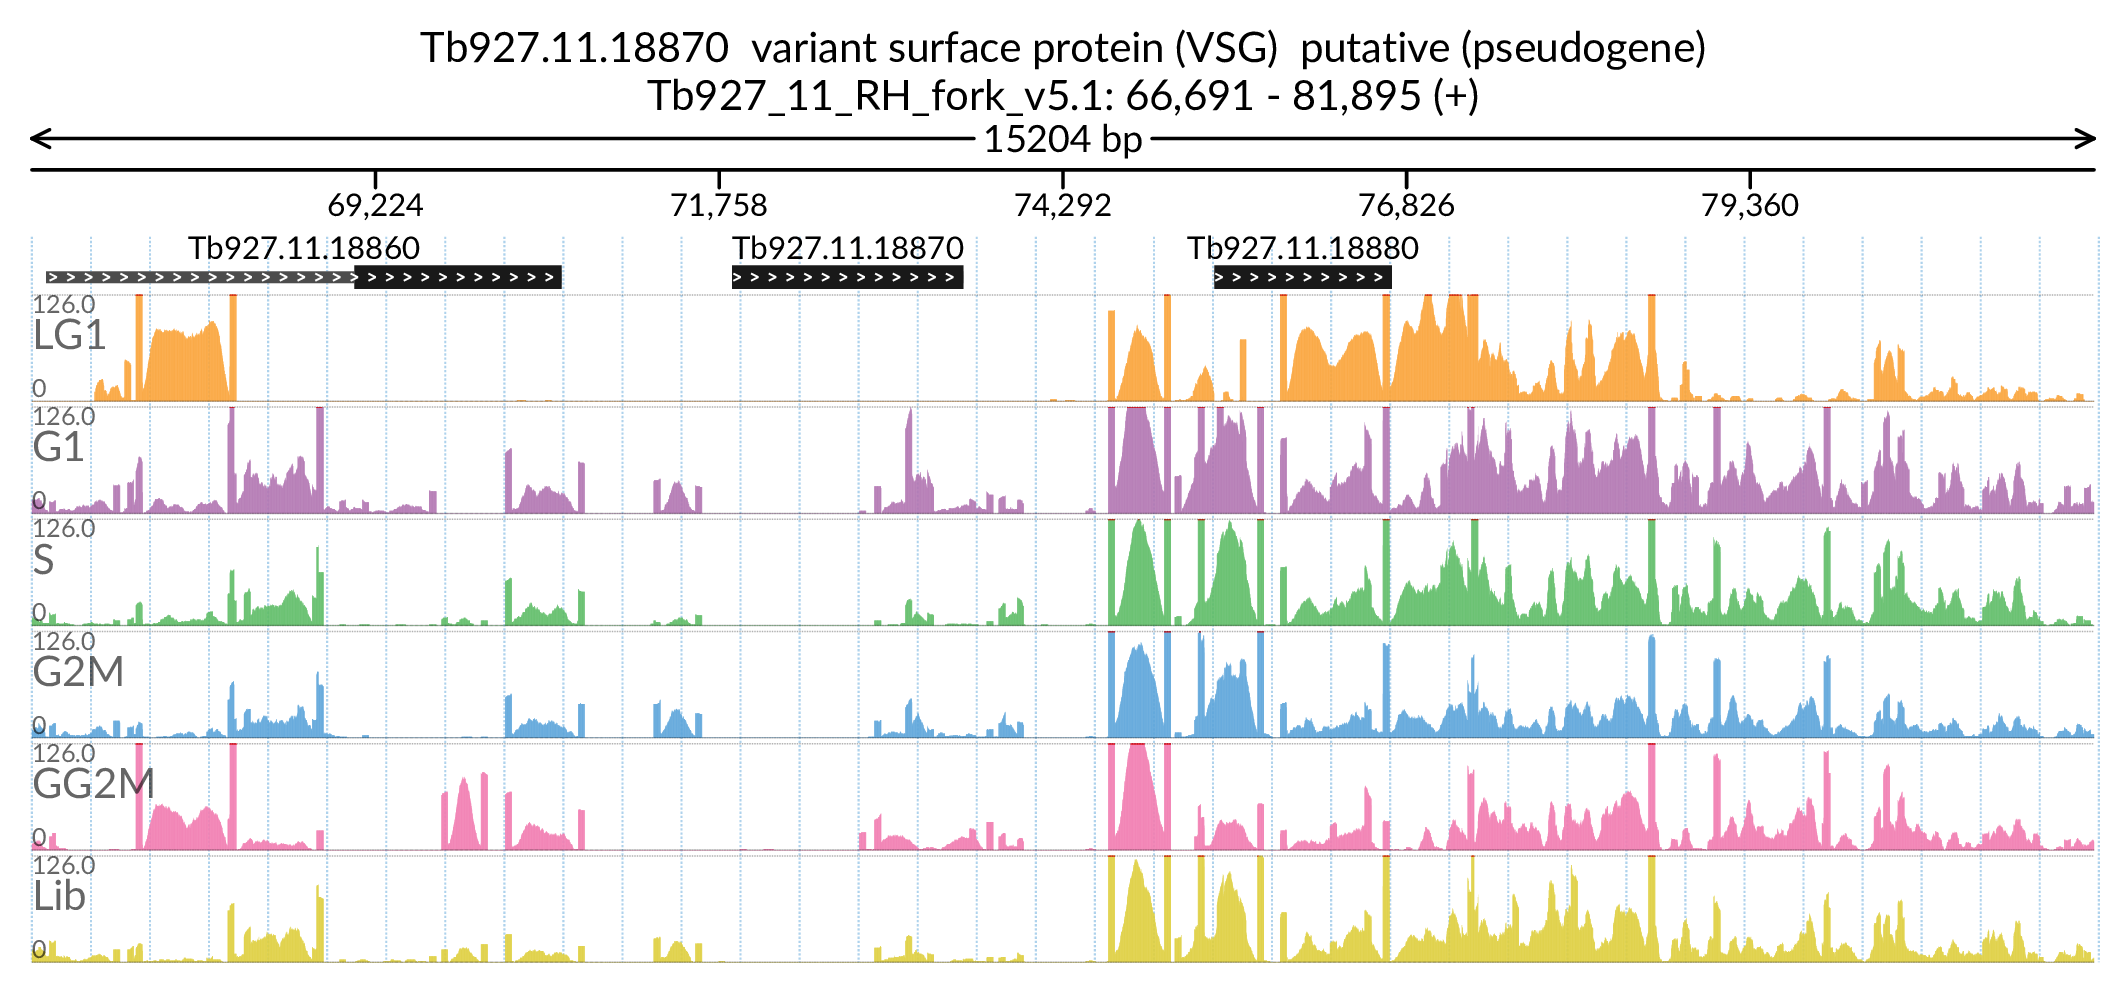 Tb927.11.18870 variant surface protein (VSG) putative (pseudogene)
Tb927_11_RH_fork_v5.1: 66,691 - 81,895 (+)
15204 bp
69,224 71,758 74,292 76,826 79,360
Tb927.11.18860 Tb927.11.18870 Tb927.11.18880
126.0
LG1
0
126.0
G1
0
126.0
S
0
126.0
G2M
0
126.0
GG2M
0
126.0
Lib
0